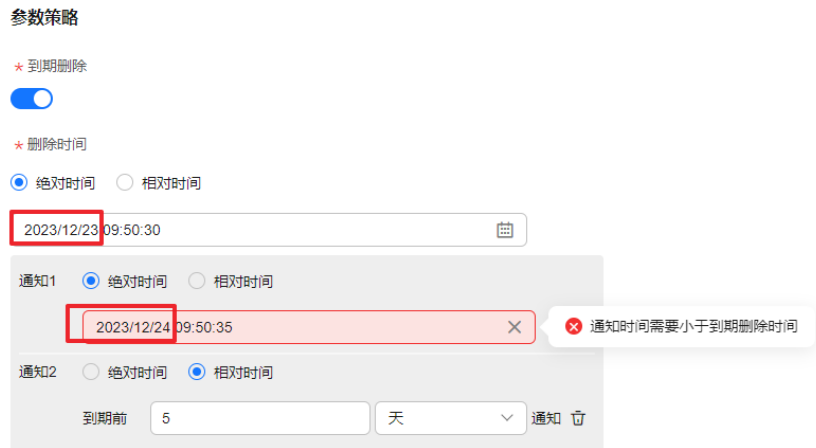 参数策略
* 到期删除
* 删除时间
绝对时间 相对时间
2023/12/23 09:50:30
通知1 绝对时间 相对时间
2023/12/24 09:50:35
通知时间需要小于到期删除时间
通知2 绝对时间 相对时间
到期前 5 天 通知